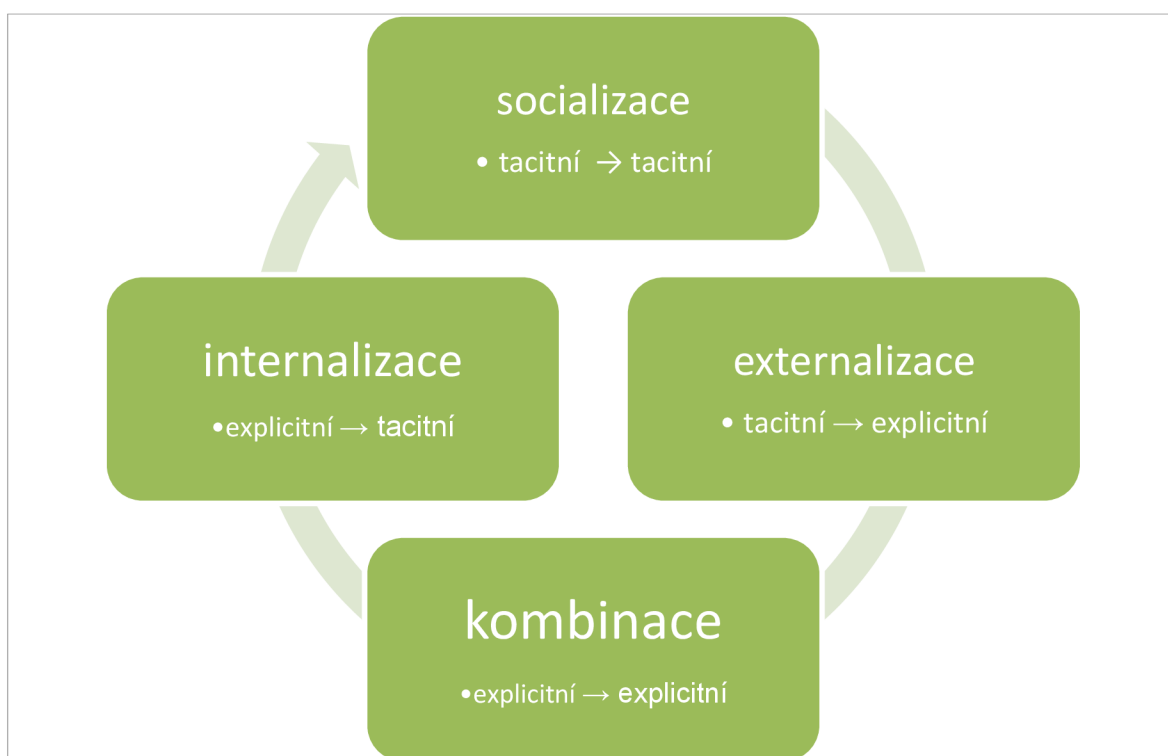 socializace
• tacitní → tacitní
externalizace
• tacitní → explicitní
kombinace
•explicitní → explicitní
internalizace
•explicitní → tacitní